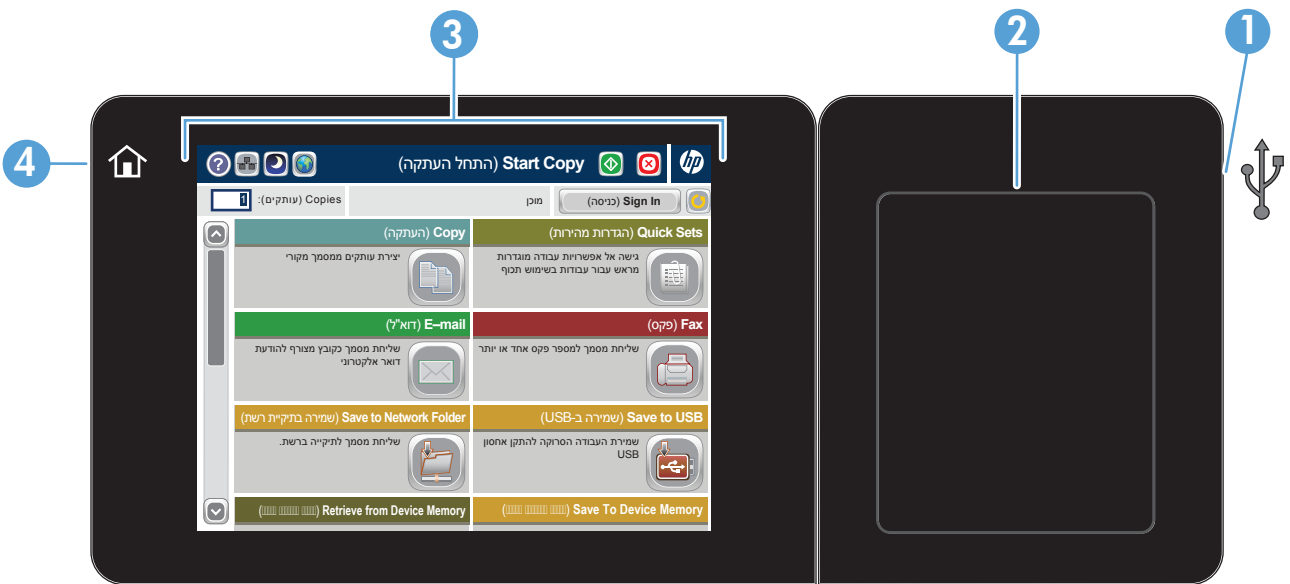 3
2
1
4
Start Copy (התחל העתקה)
hp
Sign In (כניסה)
מוכן
Copies (עותקים):
1
Quick Sets (הגדרות מהירות)
גישה אל אפשרויות עבודה מוגדרות
מראש עבור עבודות בשימוש תכוף
Copy (העתקה)
יצירת עותקים ממסמך מקורי
Fax (פקס)
שליחת מסמך למספר פקס אחד או יותר
E–mail (דוא"ל)
שליחת מסמך כקובץ מצורף להודעת
דואר אלקטרוני
Save to USB (שמירה ב-USB)
שמירת העבודה הסרוקה להתקן אחסון
USB
Save to Network Folder (שמירה בתיקיית רשת)
שליחת מסמך לתיקייה ברשת.
Save To Device Memory
Retrieve from Device Memory